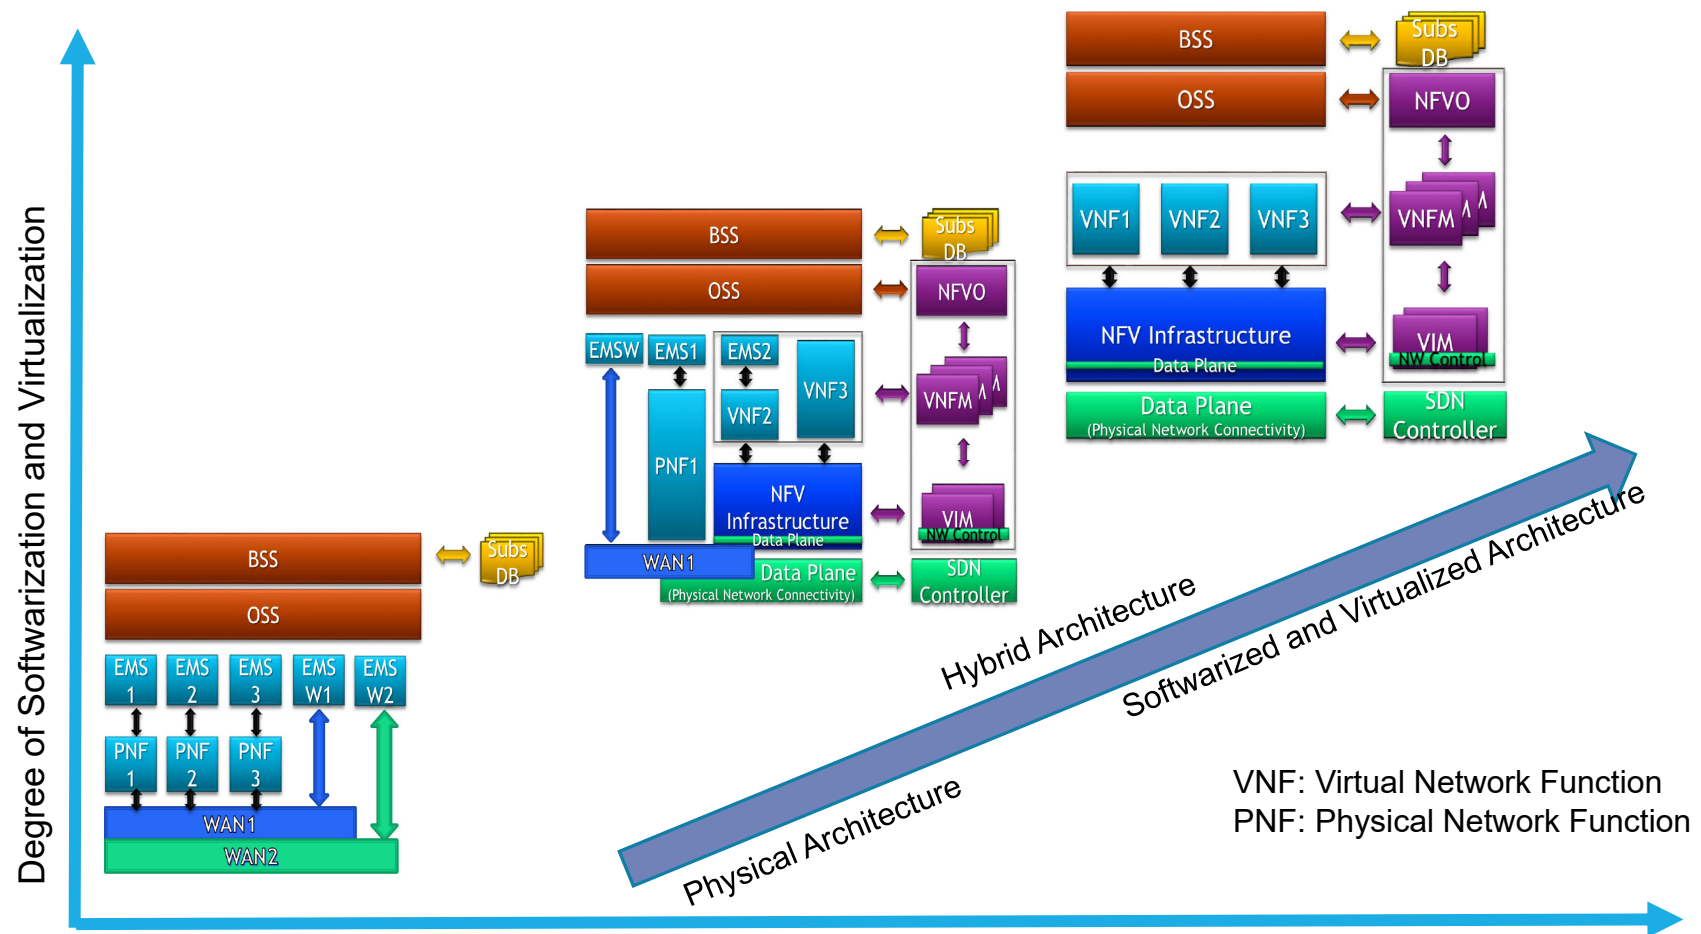 Degree of Softwarization and Virtualization
BSS
Subs
DB
OSS
EMS
1
EMS
2
EMS
3
EMS
W1
EMS
W2
PNF
1
PNF
2
PNF
3
WAN1
WAN2
BSS
Subs
DB
OSS
NFVO
EMSW
EMS1
EMS2
VNF3
VNFM
VNF2
PNF1
NFV
Infrastructure
Data Plane
VIM
NW Control
WAN1
Data Plane
(Physical Network Connectivity)
SDN
Controller
BSS
Subs
DB
OSS
NFVO
VNF1
VNF2
VNF3
VNFM
NFV Infrastructure
Data Plane
VIM
NW Control
Data Plane
(Physical Network Connectivity)
SDN
Controller
Physical Architecture
Hybrid Architecture
Softwarized and Virtualized Architecture
VNF: Virtual Network Function
PNF: Physical Network Function